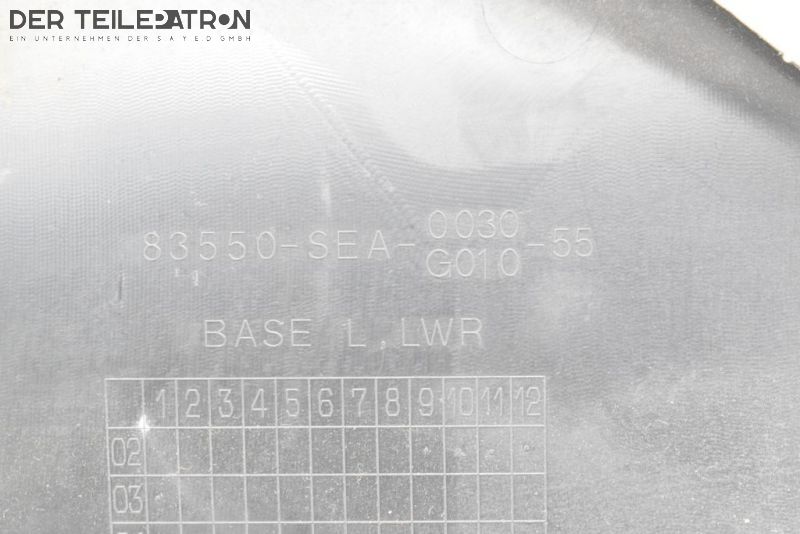 DER TEILEPATRON
EIN UNTERNEHMEN DER S A Y E.D GMBH
83550-SEA-0030-55
G010
BASE L, LWR
1 2 3 4 5 6 7 8 9 10 11 12
02
03